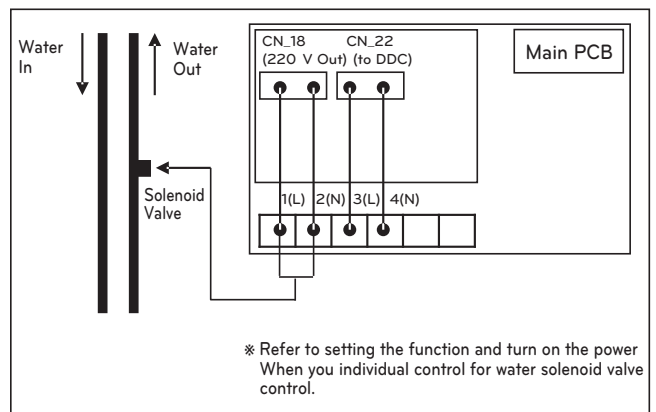 Water
In
Water
Out
CN_18
(220 V Out)
CN_22
(to DDC)
Main PCB
Solenoid
Valve
1(L) 2(N) 3(L) 4(N)
※ Refer to setting the function and turn on the power
When you individual control for water solenoid valve
control.